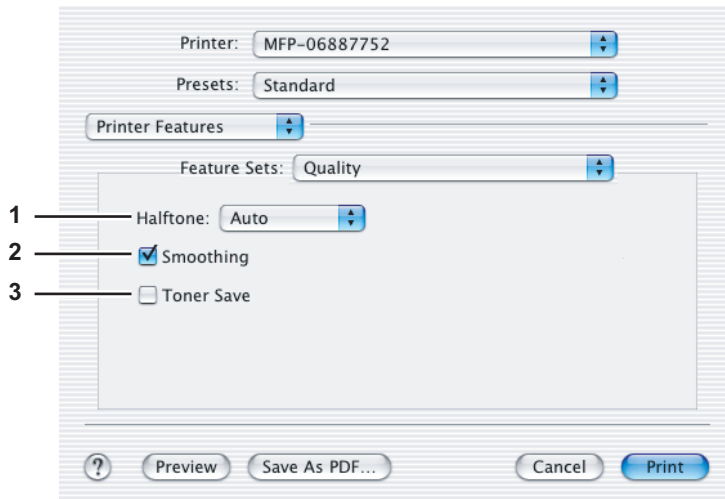 Printer: MFP-06887752
Presets: Standard
Printer Features
Feature Sets: Quality
1 Halftone: Auto
2 Smoothing
3 Toner Save
? Preview Save As PDF... Cancel Print